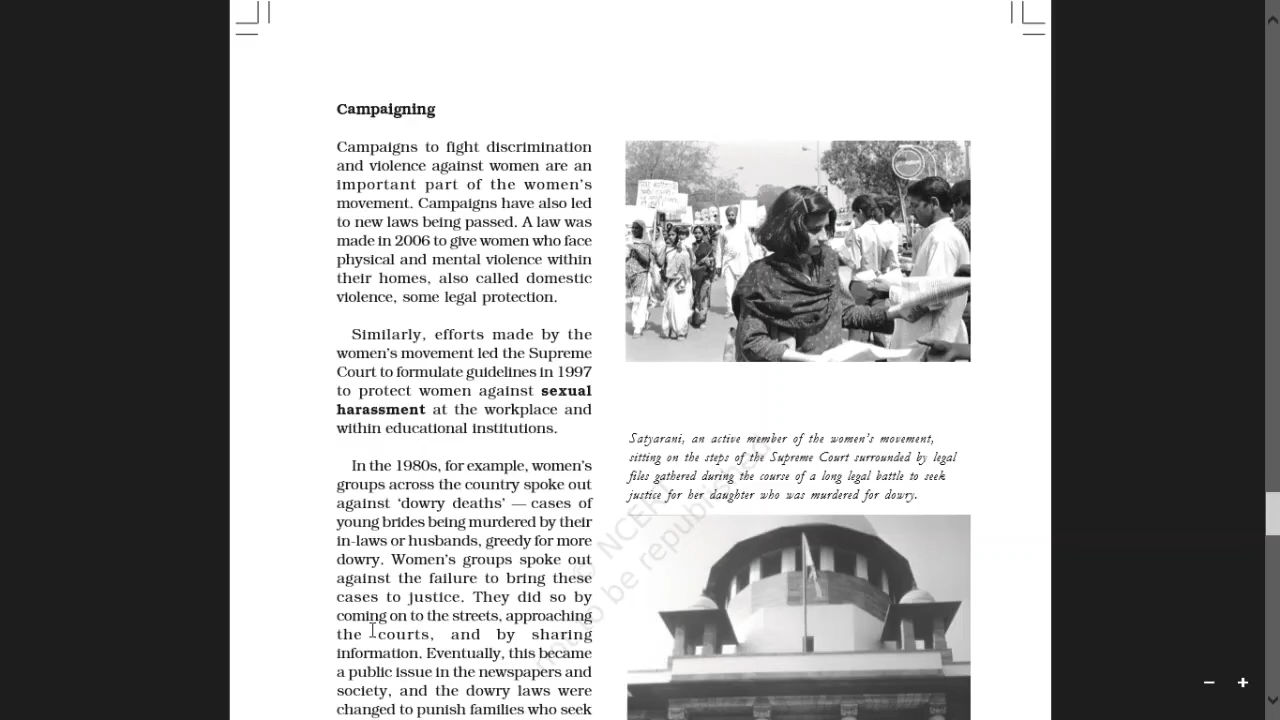 Campaigning
Campaigns to fight discrimination
and violence against women are an
important part of the women's
movement. Campaigns have also led
to new laws being passed. A law was
made in 2006 to give women who face
physical and mental violence within
their homes, also called domestic
violence, some legal protection.
Similarly, efforts made by the
women's movement led the Supreme
Court to formulate guidelines in 1997
to protect women against sexual
harassment at the workplace and
within educational institutions.
In the 1980s, for example, women's
groups across the country spoke out
against 'dowry deaths' — cases of
young brides being murdered by their
in-laws or husbands, greedy for more
dowry. Women's groups spoke out
against the failure to bring these
cases to justice. They did so by
coming on to the streets, approaching
the courts, and by sharing
information. Eventually, this became
a public issue in the newspapers and
society, and the dowry laws were
changed to punish families who seek
Satyarani, an active member of the women's movement,
sitting on the steps of the Supreme Court surrounded by legal
files gathered during the course of a long legal battle to seek
justice for her daughter who was murdered for dowry.
© NCERT
not to be republished